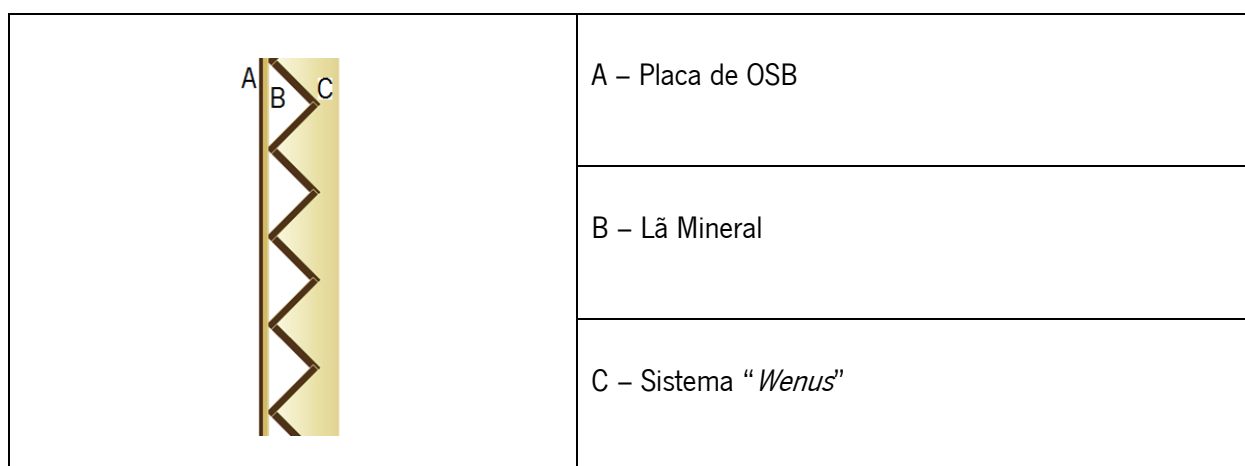 A
B
C
A – Placa de OSB
B – Lã Mineral
C – Sistema “Wenus”